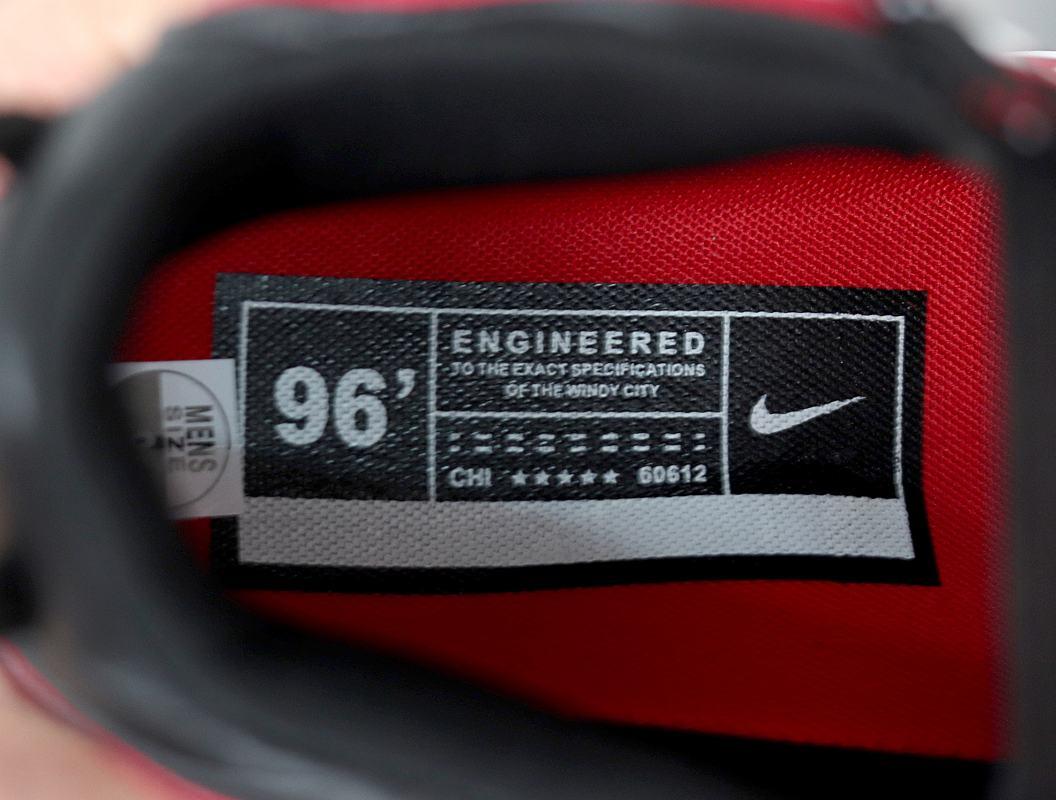 96’
ENGINEERED
TO THE EXACT SPECIFICATIONS
OF THE WINDY CITY
CHI ★★★★★ 60612
MENS
SIZE